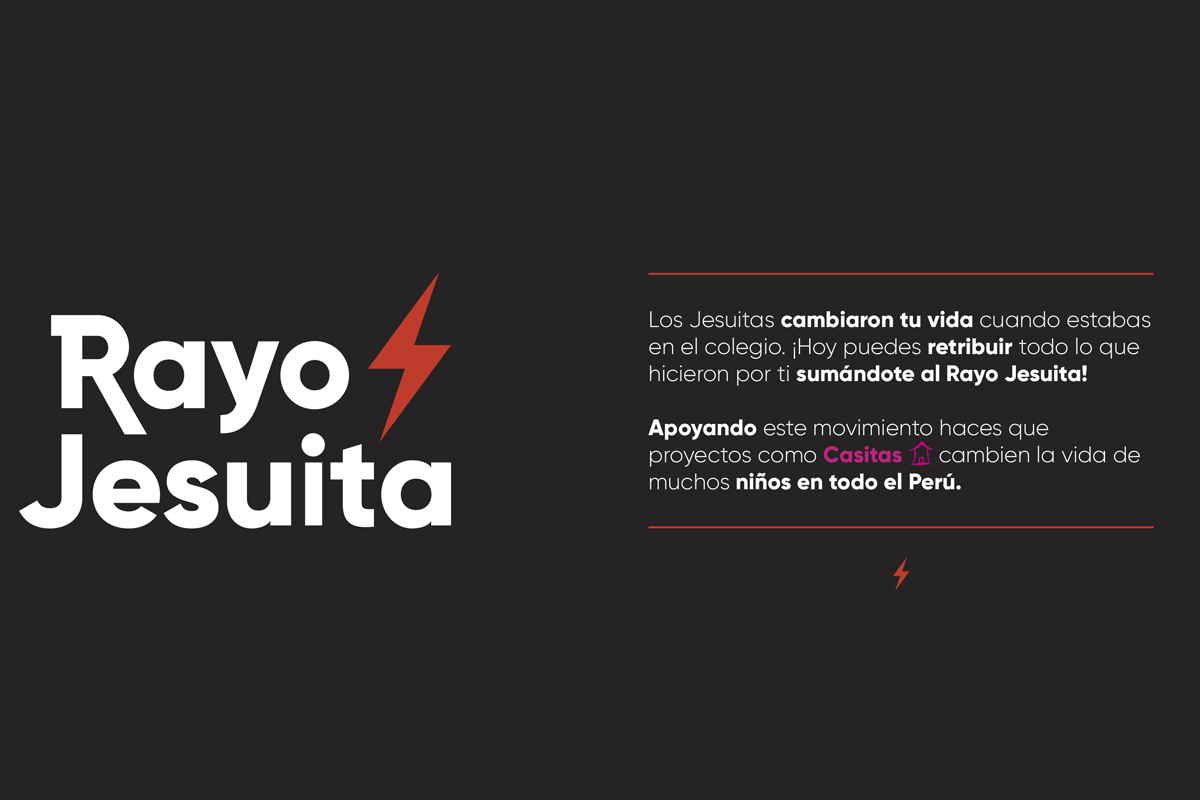 Rayo
Jesuita
Los Jesuitas cambiaron tu vida cuando estabas
en el colegio. ¡Hoy puedes retribuir todo lo que
hicieron por ti sumándote al Rayo Jesuita!
Apoyando este movimiento haces que
proyectos como Casitas cambien la vida de
muchos niños en todo el Perú.